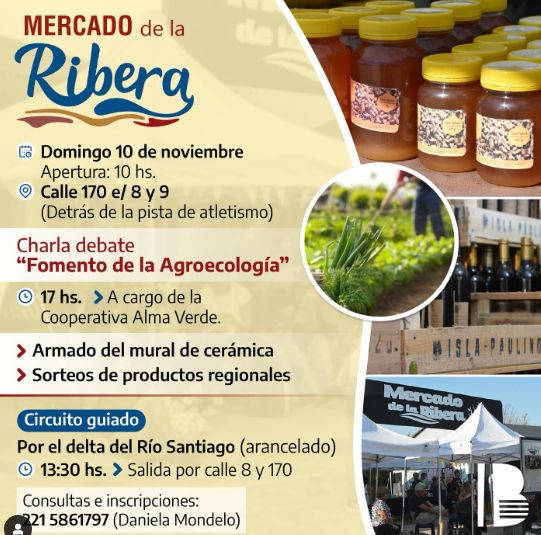 MERCADO de la
Ribera
Domingo 10 de noviembre
Apertura: 10 hs.
Calle 170 e/ 8 y 9
(Detrás de la pista de atletismo)
Charla debate
“Fomento de la Agroecología”
17 hs. A cargo de la
Cooperativa Alma Verde.
Armado del mural de cerámica
Sorteos de productos regionales
Circuito guiado
Por el delta del Río Santiago (arancelado)
13:30 hs. Salida por calle 8 y 170
Consultas e inscripciones:
221 5861797 (Daniela Mondelo)
ISLA PAULINO
ISLA-PAULINO
Mercado
de la Ribera
B